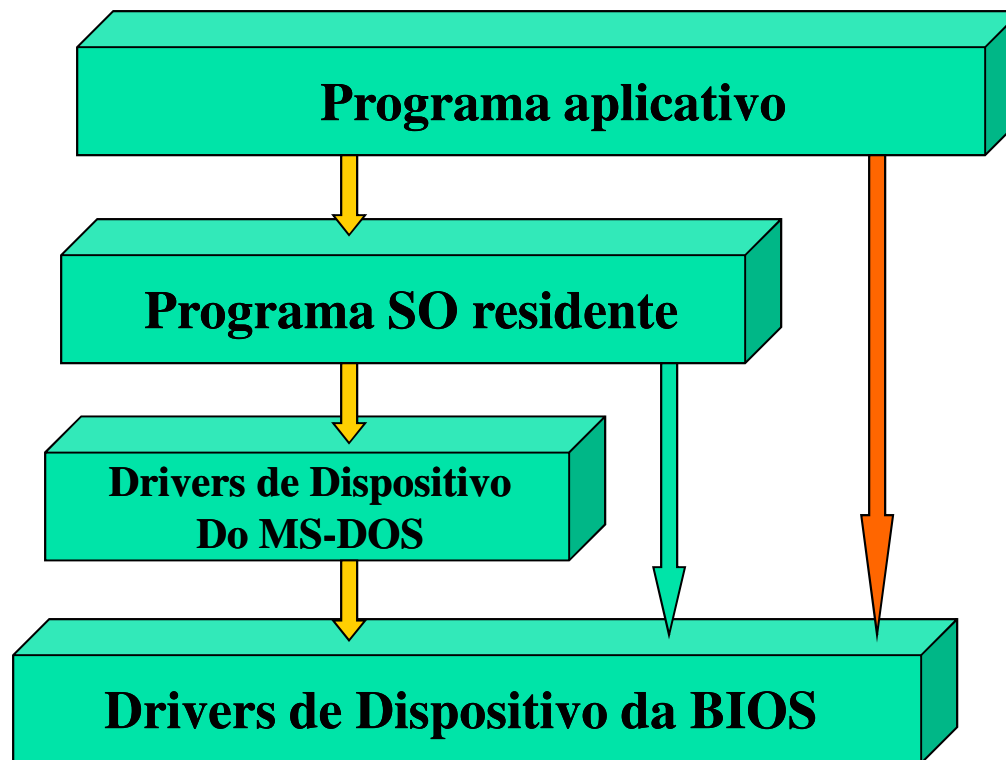 Programa aplicativo
Programa SO residente
Drivers de Dispositivo
Do MS-DOS
Drivers de Dispositivo da BIOS